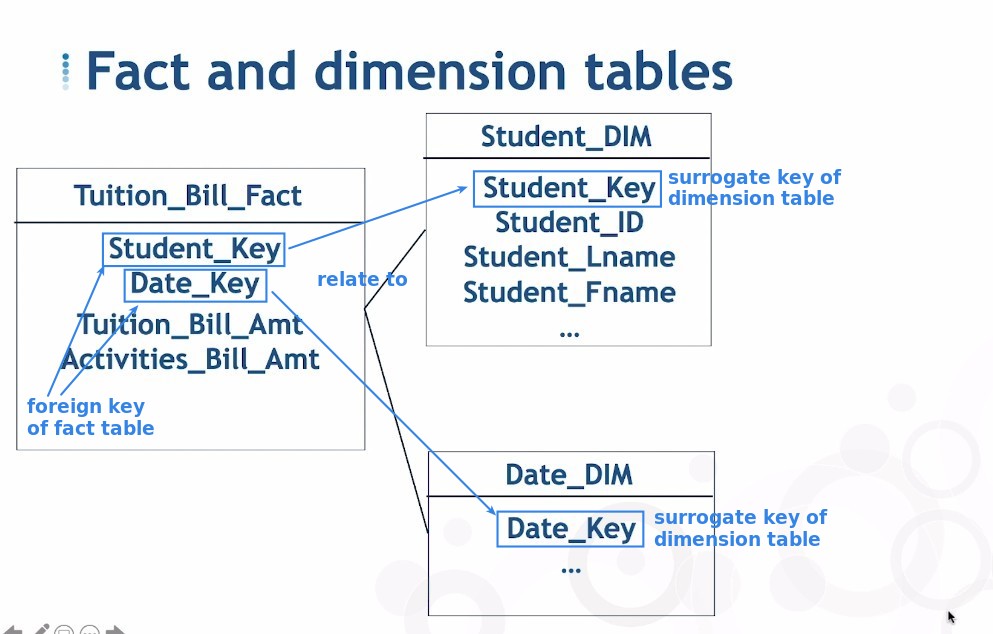 Fact and dimension tables
Tuition_Bill_Fact
Student_Key
Date_Key
Tuition_Bill_Amt
Activities_Bill_Amt
foreign key
of fact table
relate to
Student_DIM
Student_Key
surrogate key of
dimension table
Student_ID
Student_Lname
Student_Fname
...
Date_DIM
Date_Key
surrogate key of
dimension table
...